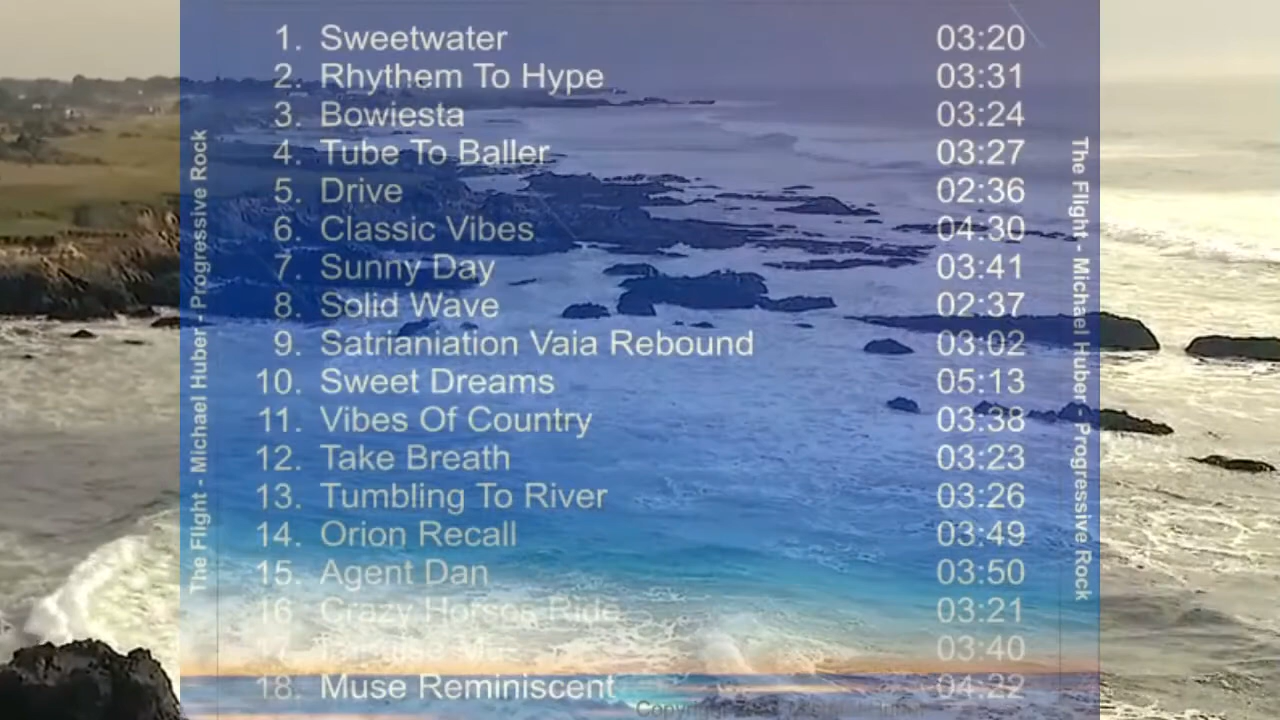 1. Sweetwater 03:20
2. Rhythem To Hype 03:31
3. Bowiesta 03:24
4. Tube To Baller 03:27
5. Drive 02:36
6. Classic Vibes 04:30
7. Sunny Day 03:41
8. Solid Wave 02:37
9. Satrianiation Vaia Rebound 03:02
10. Sweet Dreams 05:13
11. Vibes Of Country 03:38
12. Take Breath 03:23
13. Tumbling To River 03:26
14. Orion Recall 03:49
15. Agent Dan 03:50
16. Crazy Horses Ride 03:21
17. 03:40
18. Muse Reminiscent 04:22
Copyright
The Flight - Michael Huber - Progressive Rock
The Flight - Michael Huber - Progressive Rock